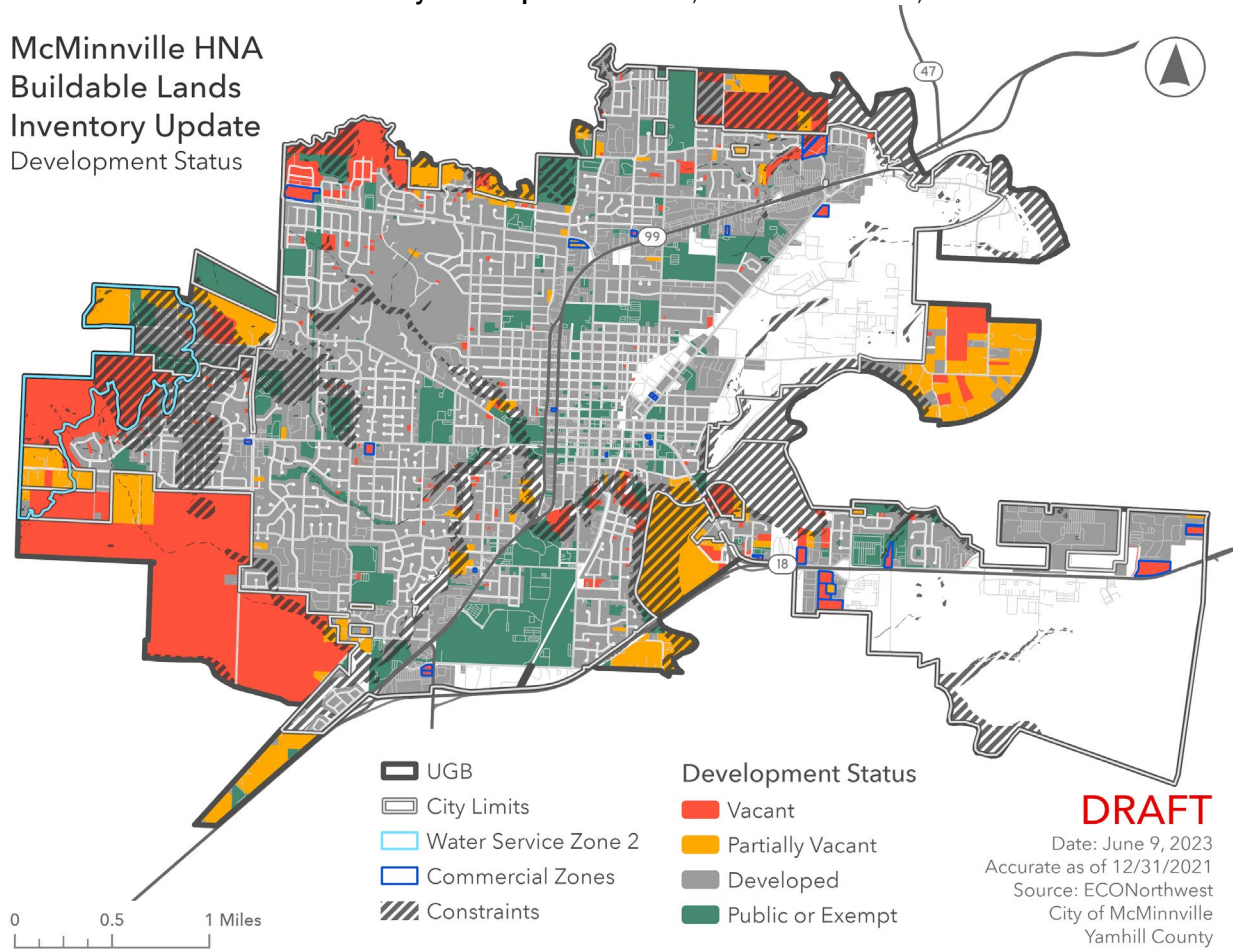 McMinnville HNA
Buildable Lands
Inventory Update
Development Status
47
99
18
UGB
City Limits
Water Service Zone 2
Commercial Zones
Constraints
Development Status
Vacant
Partially Vacant
Developed
Public or Exempt
DRAFT
Date: June 9, 2023
Accurate as of 12/31/2021
Source: ECONorthwest
City of McMinnville
Yamhill County
0 0.5 1 Miles